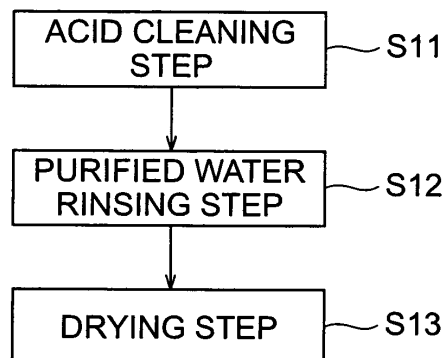 ACID CLEANING
STEP
S11
PURIFIED WATER
RINSING STEP
S12
DRYING STEP
S13